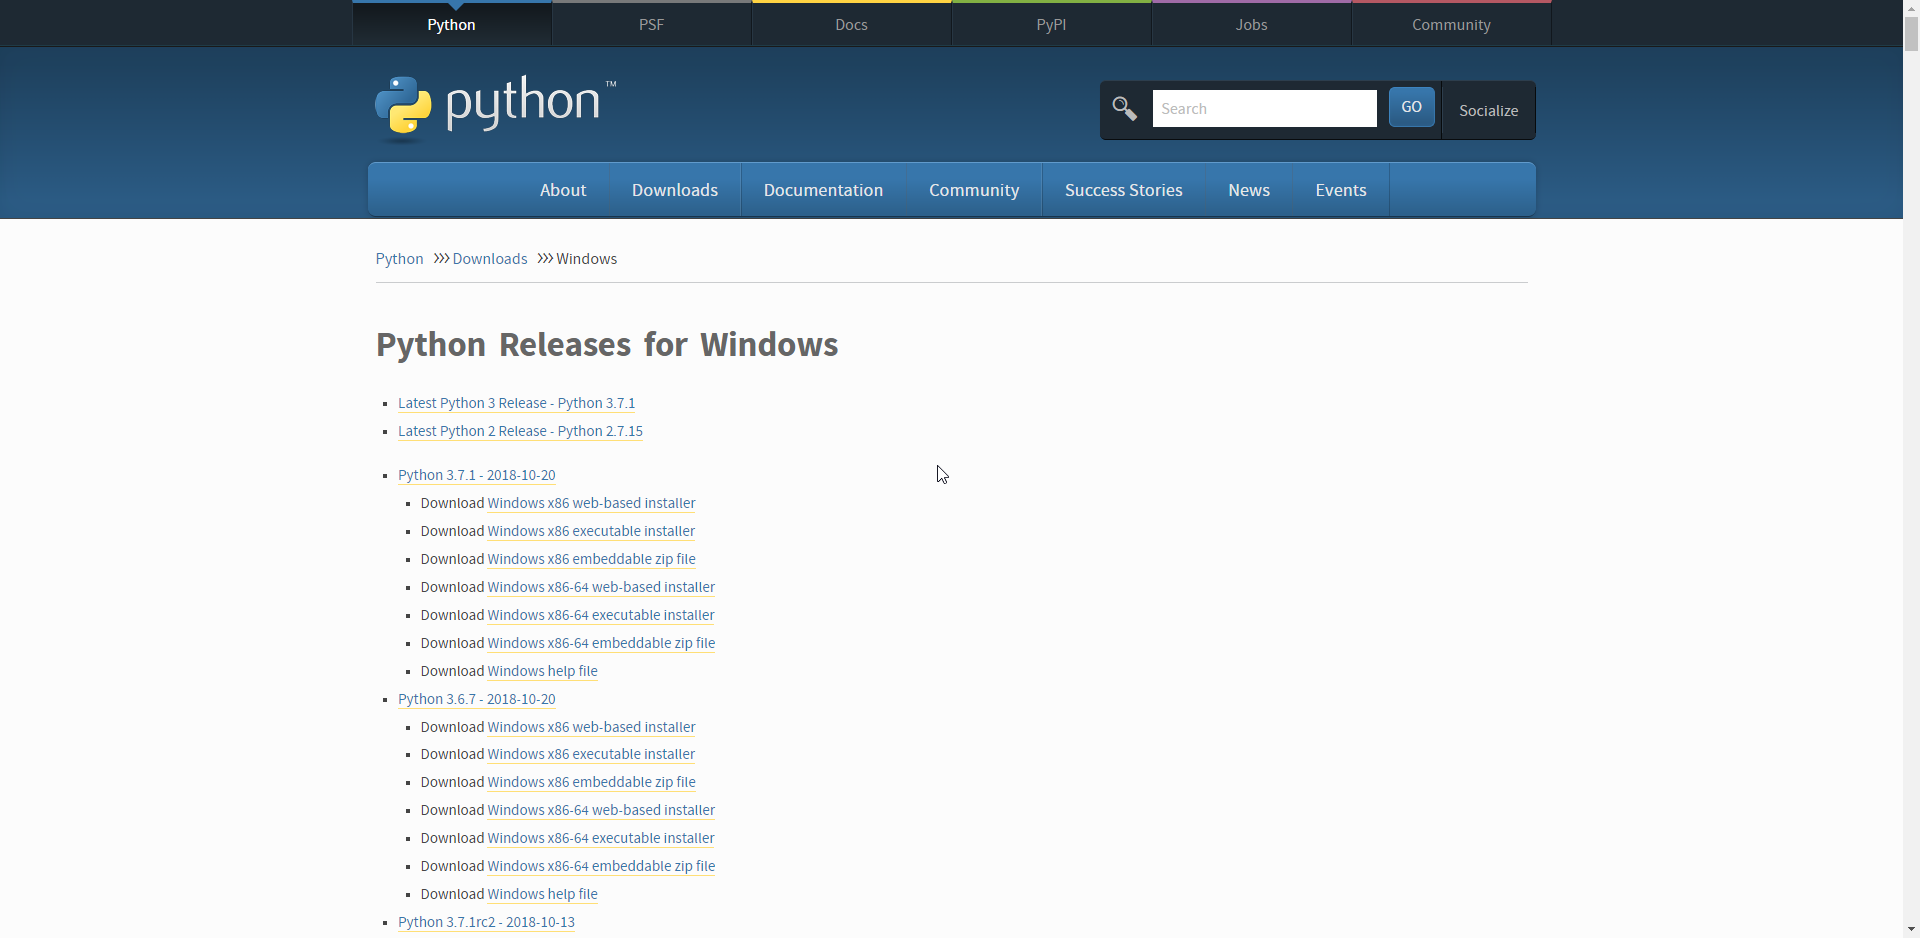 Python PSF Docs PyPI Jobs Community
python™
Search GO Socialize
About Downloads Documentation Community Success Stories News Events
Python >>> Downloads >>> Windows
Python Releases for Windows
Latest Python 3 Release - Python 3.7.1
Latest Python 2 Release - Python 2.7.15
Python 3.7.1 - 2018-10-20
Download Windows x86 web-based installer
Download Windows x86 executable installer
Download Windows x86 embeddable zip file
Download Windows x86-64 web-based installer
Download Windows x86-64 executable installer
Download Windows x86-64 embeddable zip file
Download Windows help file
Python 3.6.7 - 2018-10-20
Download Windows x86 web-based installer
Download Windows x86 executable installer
Download Windows x86 embeddable zip file
Download Windows x86-64 web-based installer
Download Windows x86-64 executable installer
Download Windows x86-64 embeddable zip file
Download Windows help file
Python 3.7.1rc2 - 2018-10-13